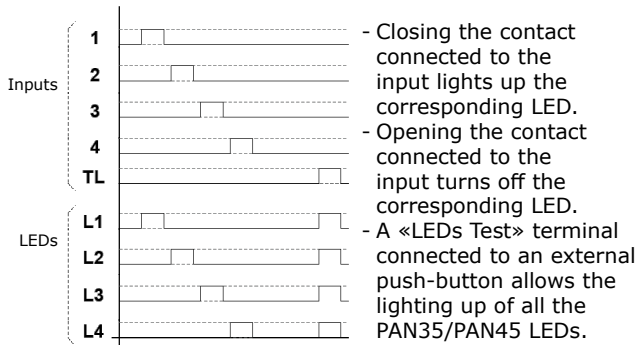 Inputs
1
2
3
4
TL
LEDs
L1
L2
L3
L4
- Closing the contact
connected to the
input lights up the
corresponding LED.
- Opening the contact
connected to the
input turns off the
corresponding LED.
- A «LEDs Test» terminal
connected to an external
push-button allows the
lighting up of all the
PAN35/PAN45 LEDs.